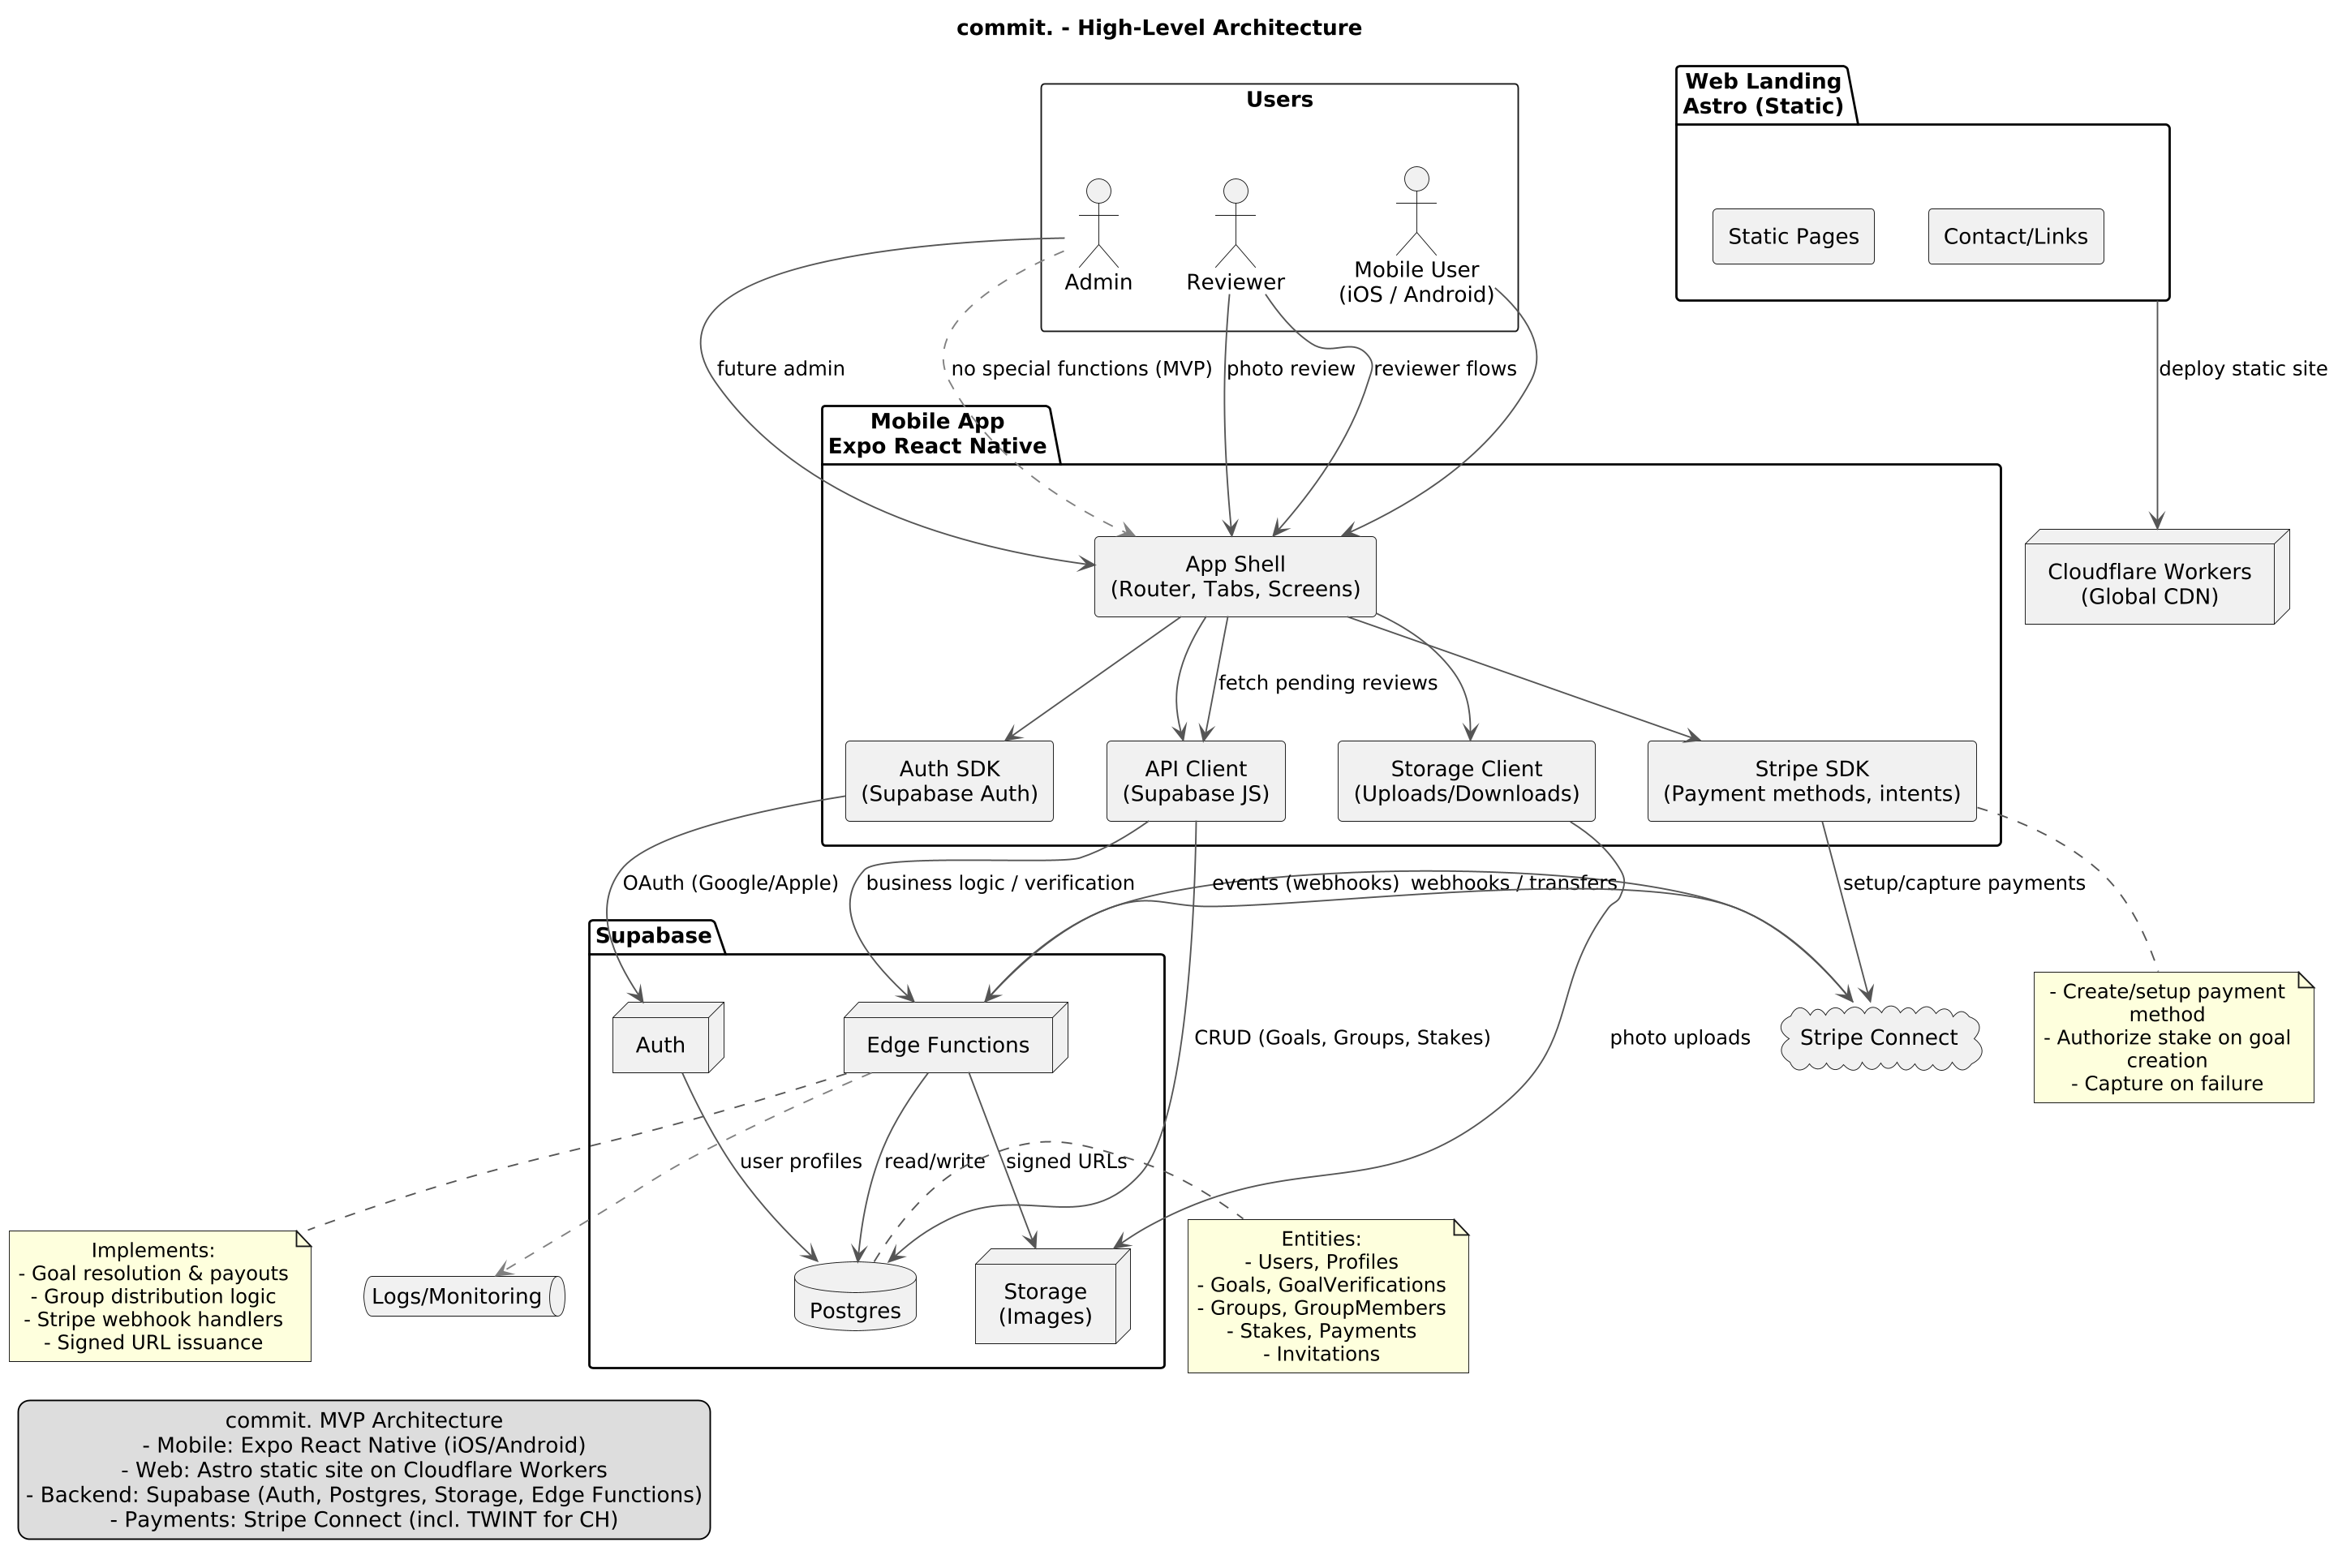 commit. - High-Level Architecture
Users
Web Landing
Astro (Static)
Admin
Reviewer
Mobile User
(iOS / Android)
Static Pages
Contact/Links
future admin
no special functions (MVP)
photo review
reviewer flows
deploy static site
Mobile App
Expo React Native
App Shell
(Router, Tabs, Screens)
Cloudflare Workers
(Global CDN)
fetch pending reviews
Auth SDK
(Supabase Auth)
API Client
(Supabase JS)
Storage Client
(Uploads/Downloads)
Stripe SDK
(Payment methods, intents)
OAuth (Google/Apple)
business logic / verification
events (webhooks)
webhooks / transfers
setup/capture payments
Supabase
Auth
Edge Functions
CRUD (Goals, Groups, Stakes)
photo uploads
Stripe Connect
- Create/setup payment
method
- Authorize stake on goal
creation
- Capture on failure
user profiles
read/write
signed URLs
Implements:
- Goal resolution & payouts
- Group distribution logic
- Stripe webhook handlers
- Signed URL issuance
Logs/Monitoring
Postgres
Storage
(Images)
Entities:
- Users, Profiles
- Goals, GoalVerifications
- Groups, GroupMembers
- Stakes, Payments
- Invitations
commit. MVP Architecture
- Mobile: Expo React Native (iOS/Android)
- Web: Astro static site on Cloudflare Workers
- Backend: Supabase (Auth, Postgres, Storage, Edge Functions)
- Payments: Stripe Connect (incl. TWINT for CH)